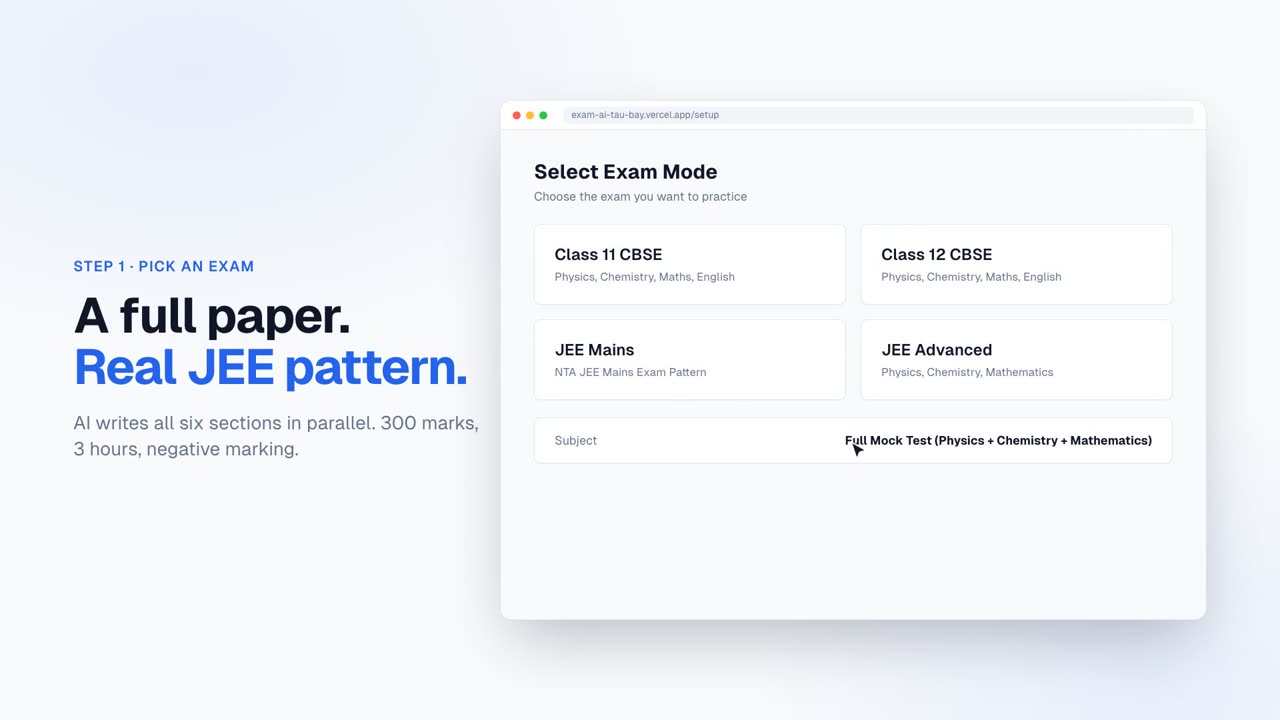 STEP 1 · PICK AN EXAM
A full paper.
Real JEE pattern.
AI writes all six sections in parallel. 300 marks,
3 hours, negative marking.
exam-ai-tau-bay.vercel.app/setup
Select Exam Mode
Choose the exam you want to practice
Class 11 CBSE
Physics, Chemistry, Maths, English
Class 12 CBSE
Physics, Chemistry, Maths, English
JEE Mains
NTA JEE Mains Exam Pattern
JEE Advanced
Physics, Chemistry, Mathematics
Subject
Full Mock Test (Physics + Chemistry + Mathematics)